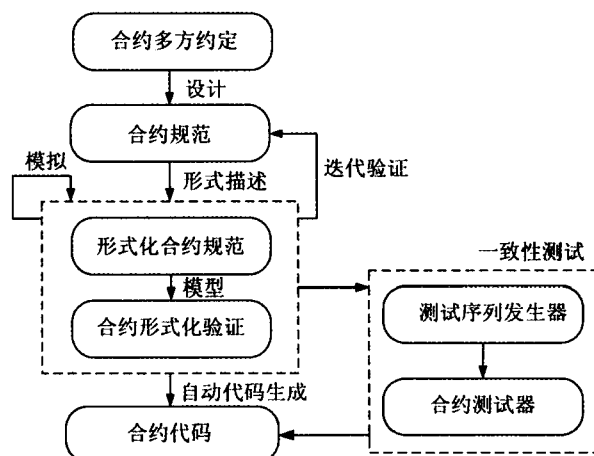 合约多方约定
设计
合约规范
模拟
形式描述
迭代验证
形式化合约规范
模型
合约形式化验证
一致性测试
测试序列发生器
合约测试器
自动代码生成
合约代码